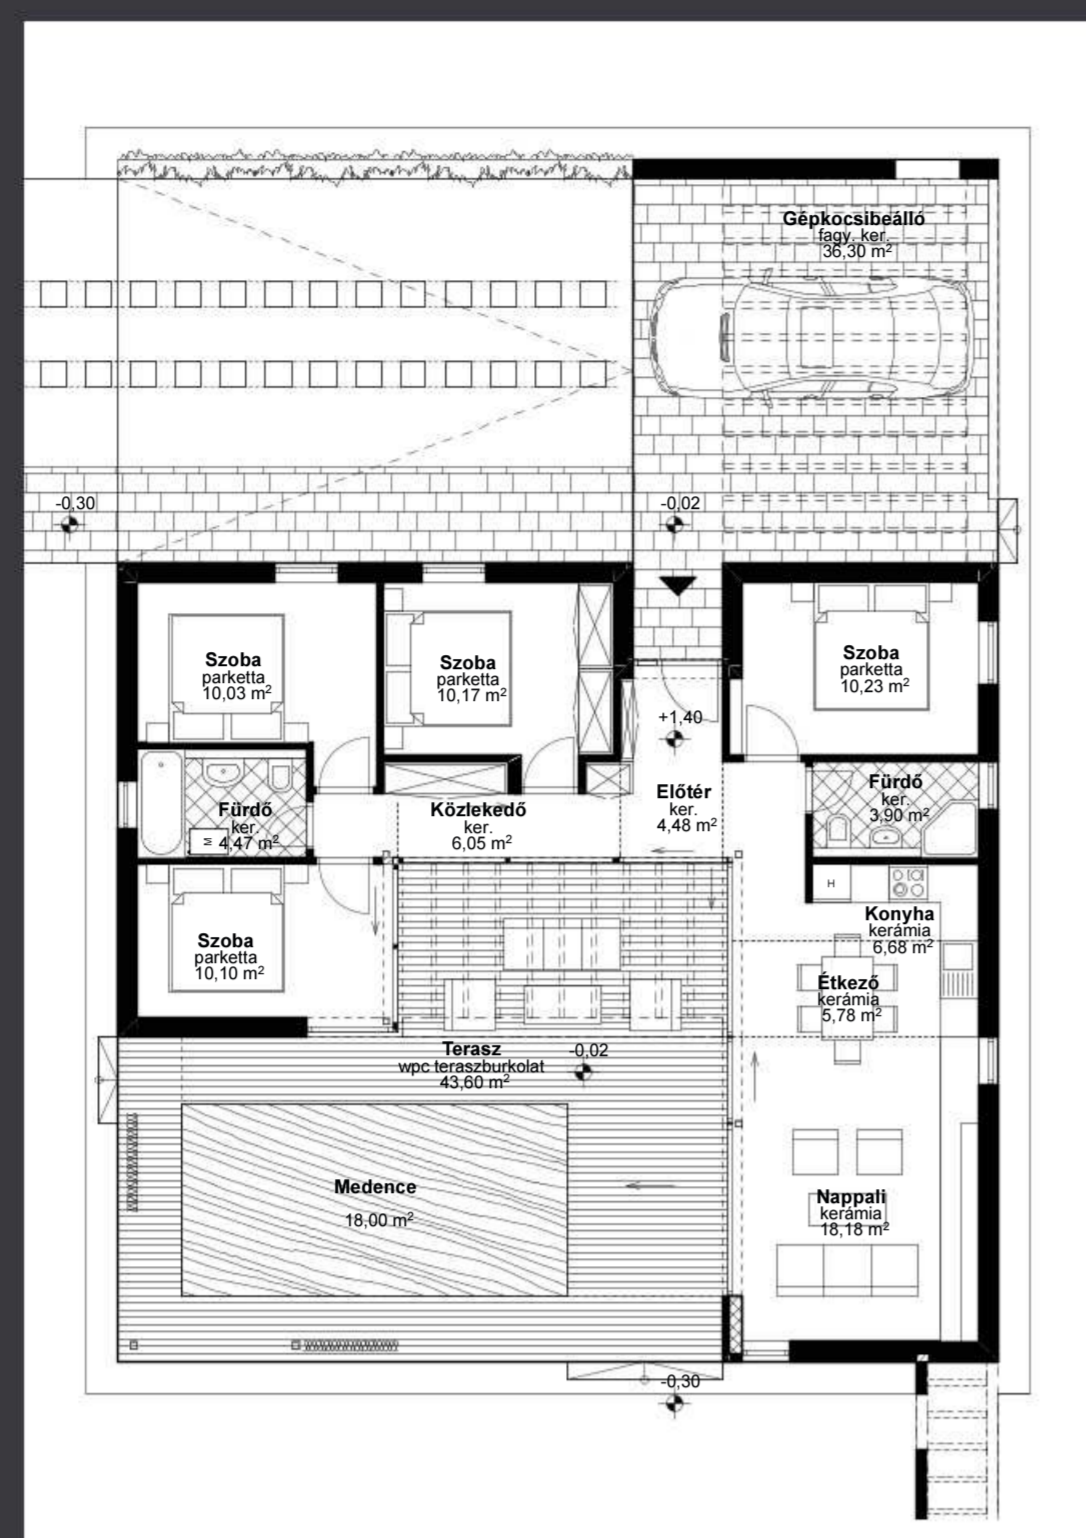 Gépkocsibeálló
fagy. ker.
36,30 m²
-0,30
-0,02
Szoba
parketta
10,03 m²
Szoba
parketta
10,17 m²
Szoba
parketta
10,23 m²
+1,40
Fürdő
ker.
4,47 m²
M
Közlekedő
ker.
6,05 m²
Előtér
ker.
4,48 m²
Fürdő
ker.
3,90 m²
H
Konyha
kerámia
6,68 m²
Szoba
parketta
10,10 m²
Étkező
kerámia
5,78 m²
Terasz
wpc teraszburkolat
43,60 m²
-0,02
Medence
18,00 m²
Nappali
kerámia
18,18 m²
-0,30